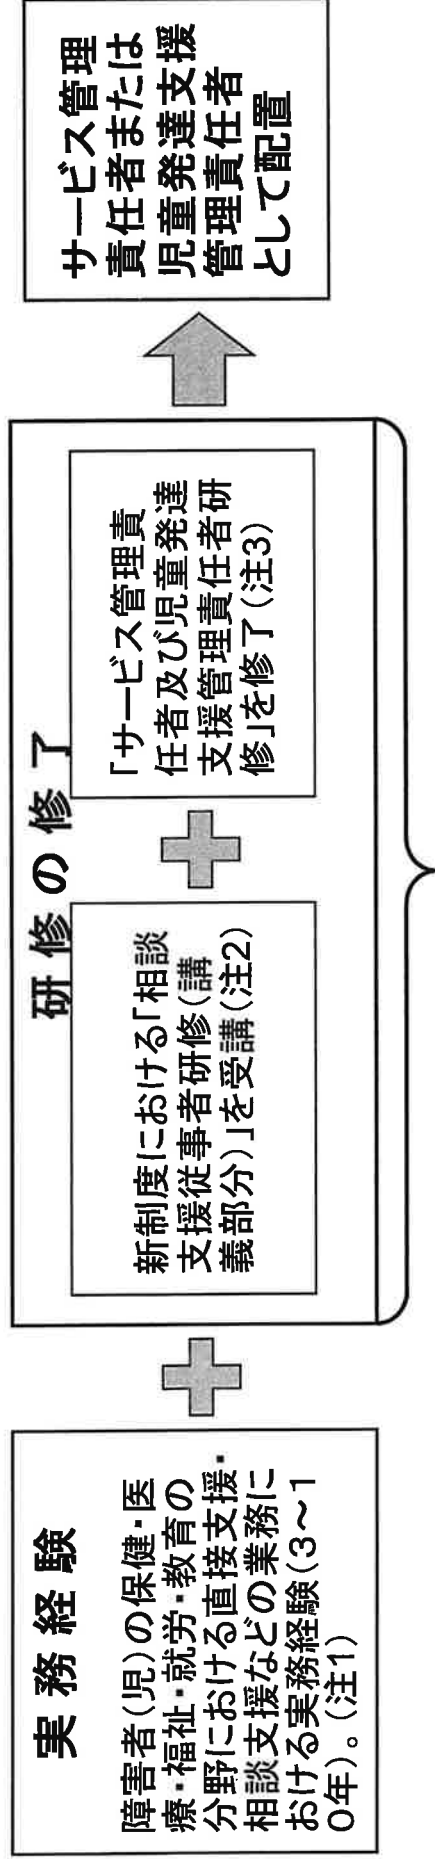 実務経験
障害者（児）の保健・医
療・福祉・就労・教育の
分野における直接支援・
相談支援などの業務に
おける実務経験（３～１
０年）。（注１）
研修の修了
新制度における「相談
支援従事者研修（講
義部分）」を受講（注２）
「サービス管理責
任者及び児童発達
支援管理責任者研
修」を修了（注３）
サービス管理
責任者または
児童発達支援
管理責任者
として配置